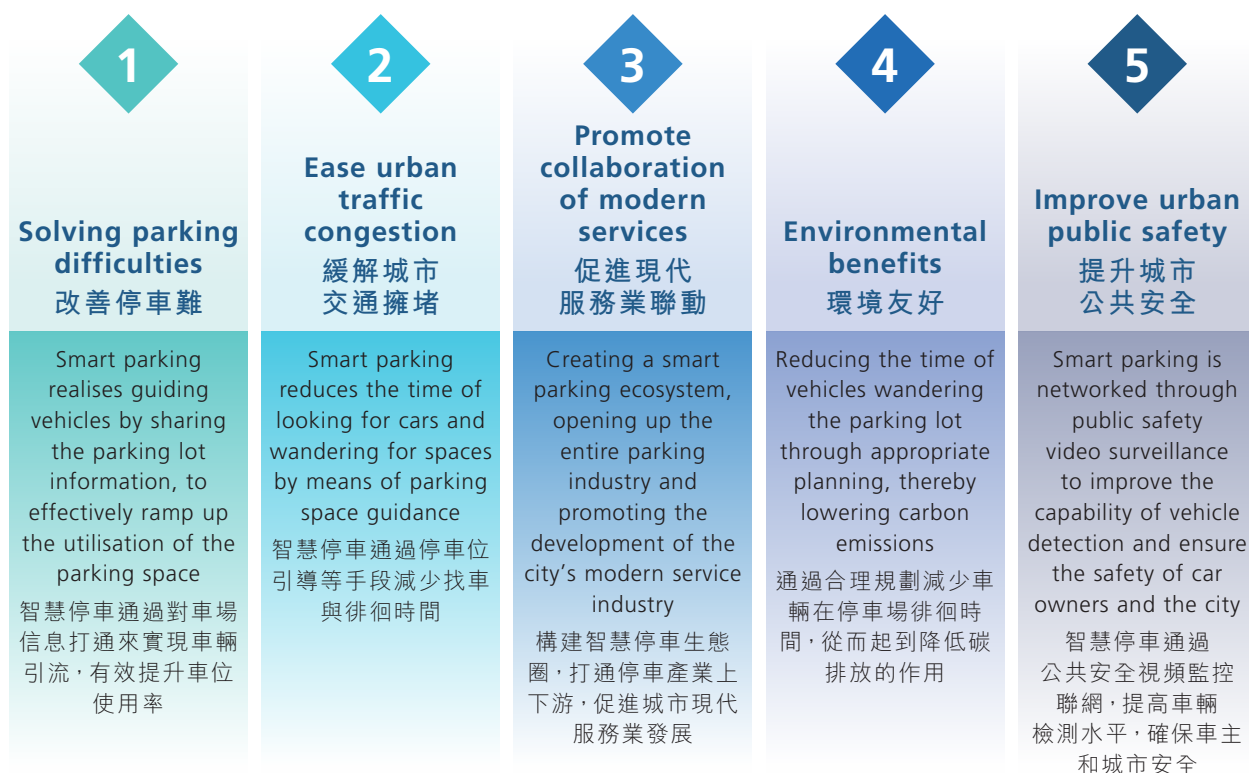 1
Solving parking
difficulties
改善停車難
Smart parking
realises guiding
vehicles by sharing
the parking lot
information, to
effectively ramp up
the utilisation of the
parking space
智慧停車通過對車場
信息打通來實現車輛
引流，有效提升車位
使用率
2
Ease urban
traffic
congestion
緩解城市
交通擁堵
Smart parking
reduces the time of
looking for cars and
wandering for spaces
by means of parking
space guidance
智慧停車通過停車位
引導等手段減少找車
與徘徊時間
3
Promote
collaboration
of modern
services
促進現代
服務業聯動
Creating a smart
parking ecosystem,
opening up the
entire parking
industry and
promoting the
development of the
city’s modern service
industry
構建智慧停車生態
圈，打通停車產業上
下游，促進城市現代
服務業發展
4
Environmental
benefits
環境友好
Reducing the time of
vehicles wandering
the parking lot
through appropriate
planning, thereby
lowering carbon
emissions
通過合理規劃減少車
輛在停車場徘徊時
間，從而起到降低碳
排放的作用
5
Improve urban
public safety
提升城市
公共安全
Smart parking is
networked through
public safety
video surveillance
to improve the
capability of vehicle
detection and ensure
the safety of car
owners and the city
智慧停車通過
公共安全視頻監控
聯網，提高車輛
檢測水平，確保車主
和城市安全